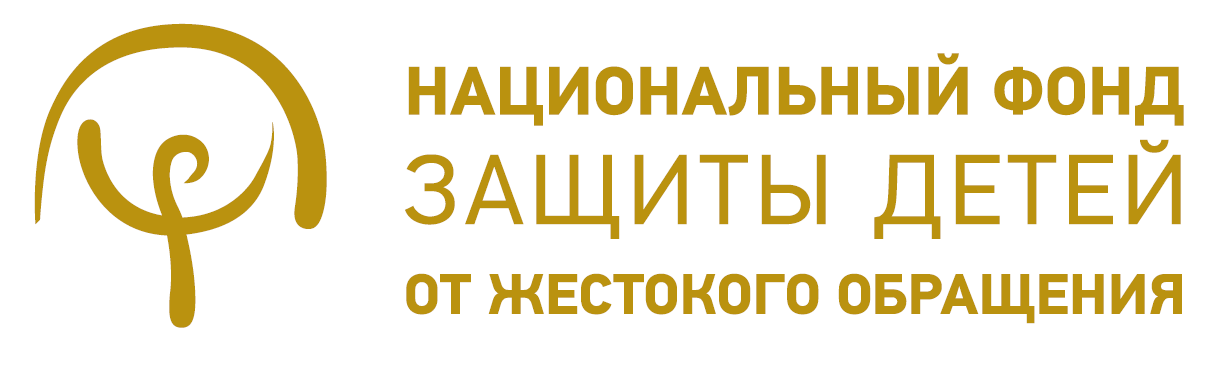 НАЦИОНАЛЬНЫЙ ФОНД
ЗАЩИТЫ ДЕТЕЙ
ОТ ЖЕСТОКОГО ОБРАЩЕНИЯ